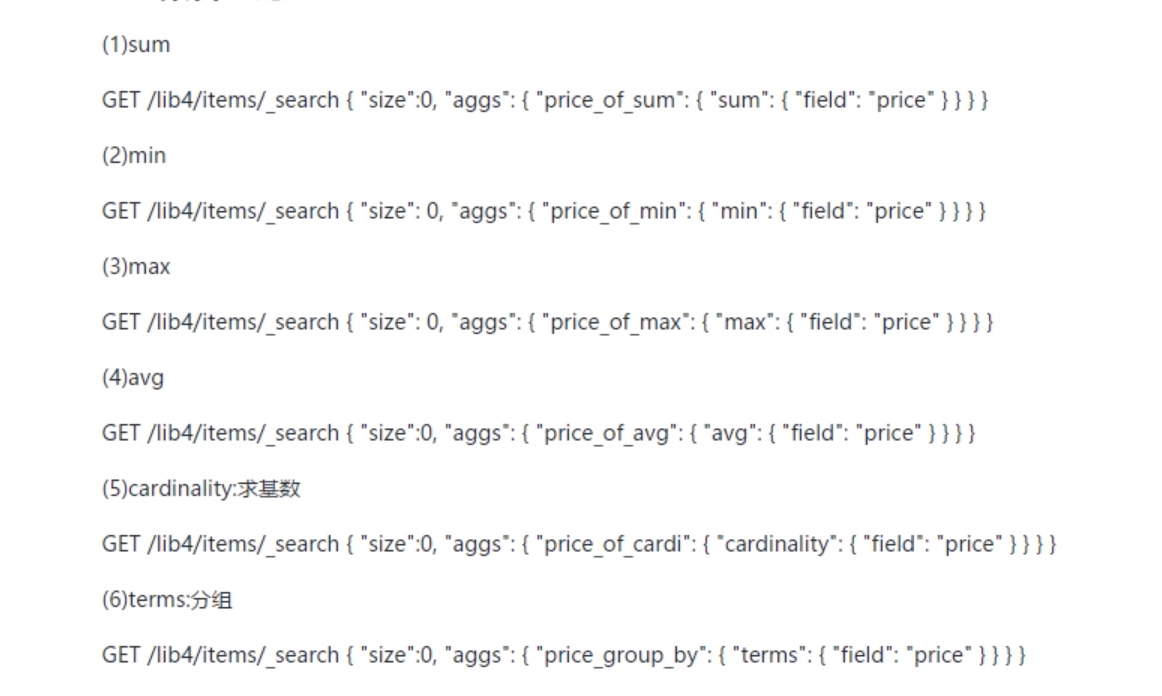 (1)sum
GET /lib4/items/_search { "size":0, "aggs": { "price_of_sum": { "sum": { "field": "price" } } } }
(2)min
GET /lib4/items/_search { "size": 0, "aggs": { "price_of_min": { "min": { "field": "price" } } } }
(3)max
GET /lib4/items/_search { "size": 0, "aggs": { "price_of_max": { "max": { "field": "price" } } } }
(4)avg
GET /lib4/items/_search { "size":0, "aggs": { "price_of_avg": { "avg": { "field": "price" } } } }
(5)cardinality:求基数
GET /lib4/items/_search { "size":0, "aggs": { "price_of_cardi": { "cardinality": { "field": "price" } } } }
(6)terms:分组
GET /lib4/items/_search { "size":0, "aggs": { "price_group_by": { "terms": { "field": "price" } } } }